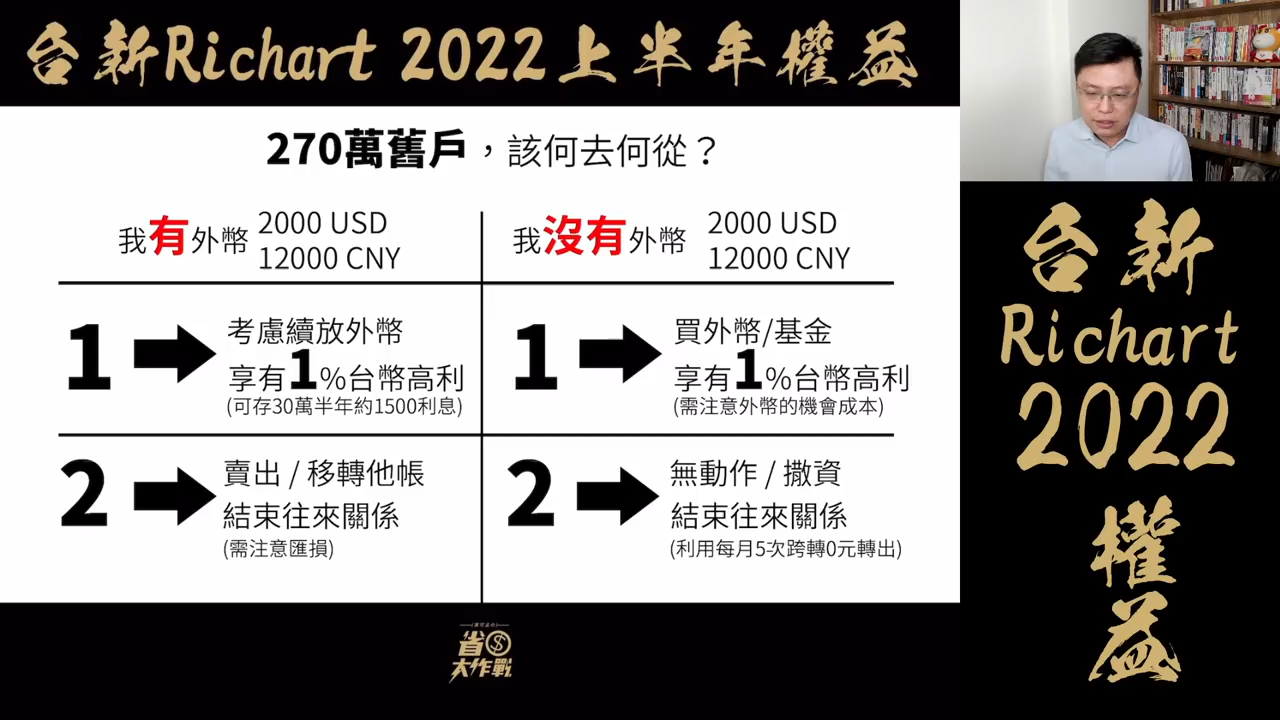 台新Richart 2022上半年權益
270萬舊戶，該何去何從？
我有外幣 2000 USD
12000 CNY
我沒有外幣 2000 USD
12000 CNY
1
考慮續放外幣
享有1%台幣高利
(可存30萬半年約1500利息)
1
買外幣/基金
享有1%台幣高利
(需注意外幣的機會成本)
2
賣出 / 移轉他帳
結束往來關係
(需注意匯損)
2
無動作 / 撒資
結束往來關係
(利用每月5次跨轉0元轉出)
省$
大作戰
台新
Richart
2022
權
益